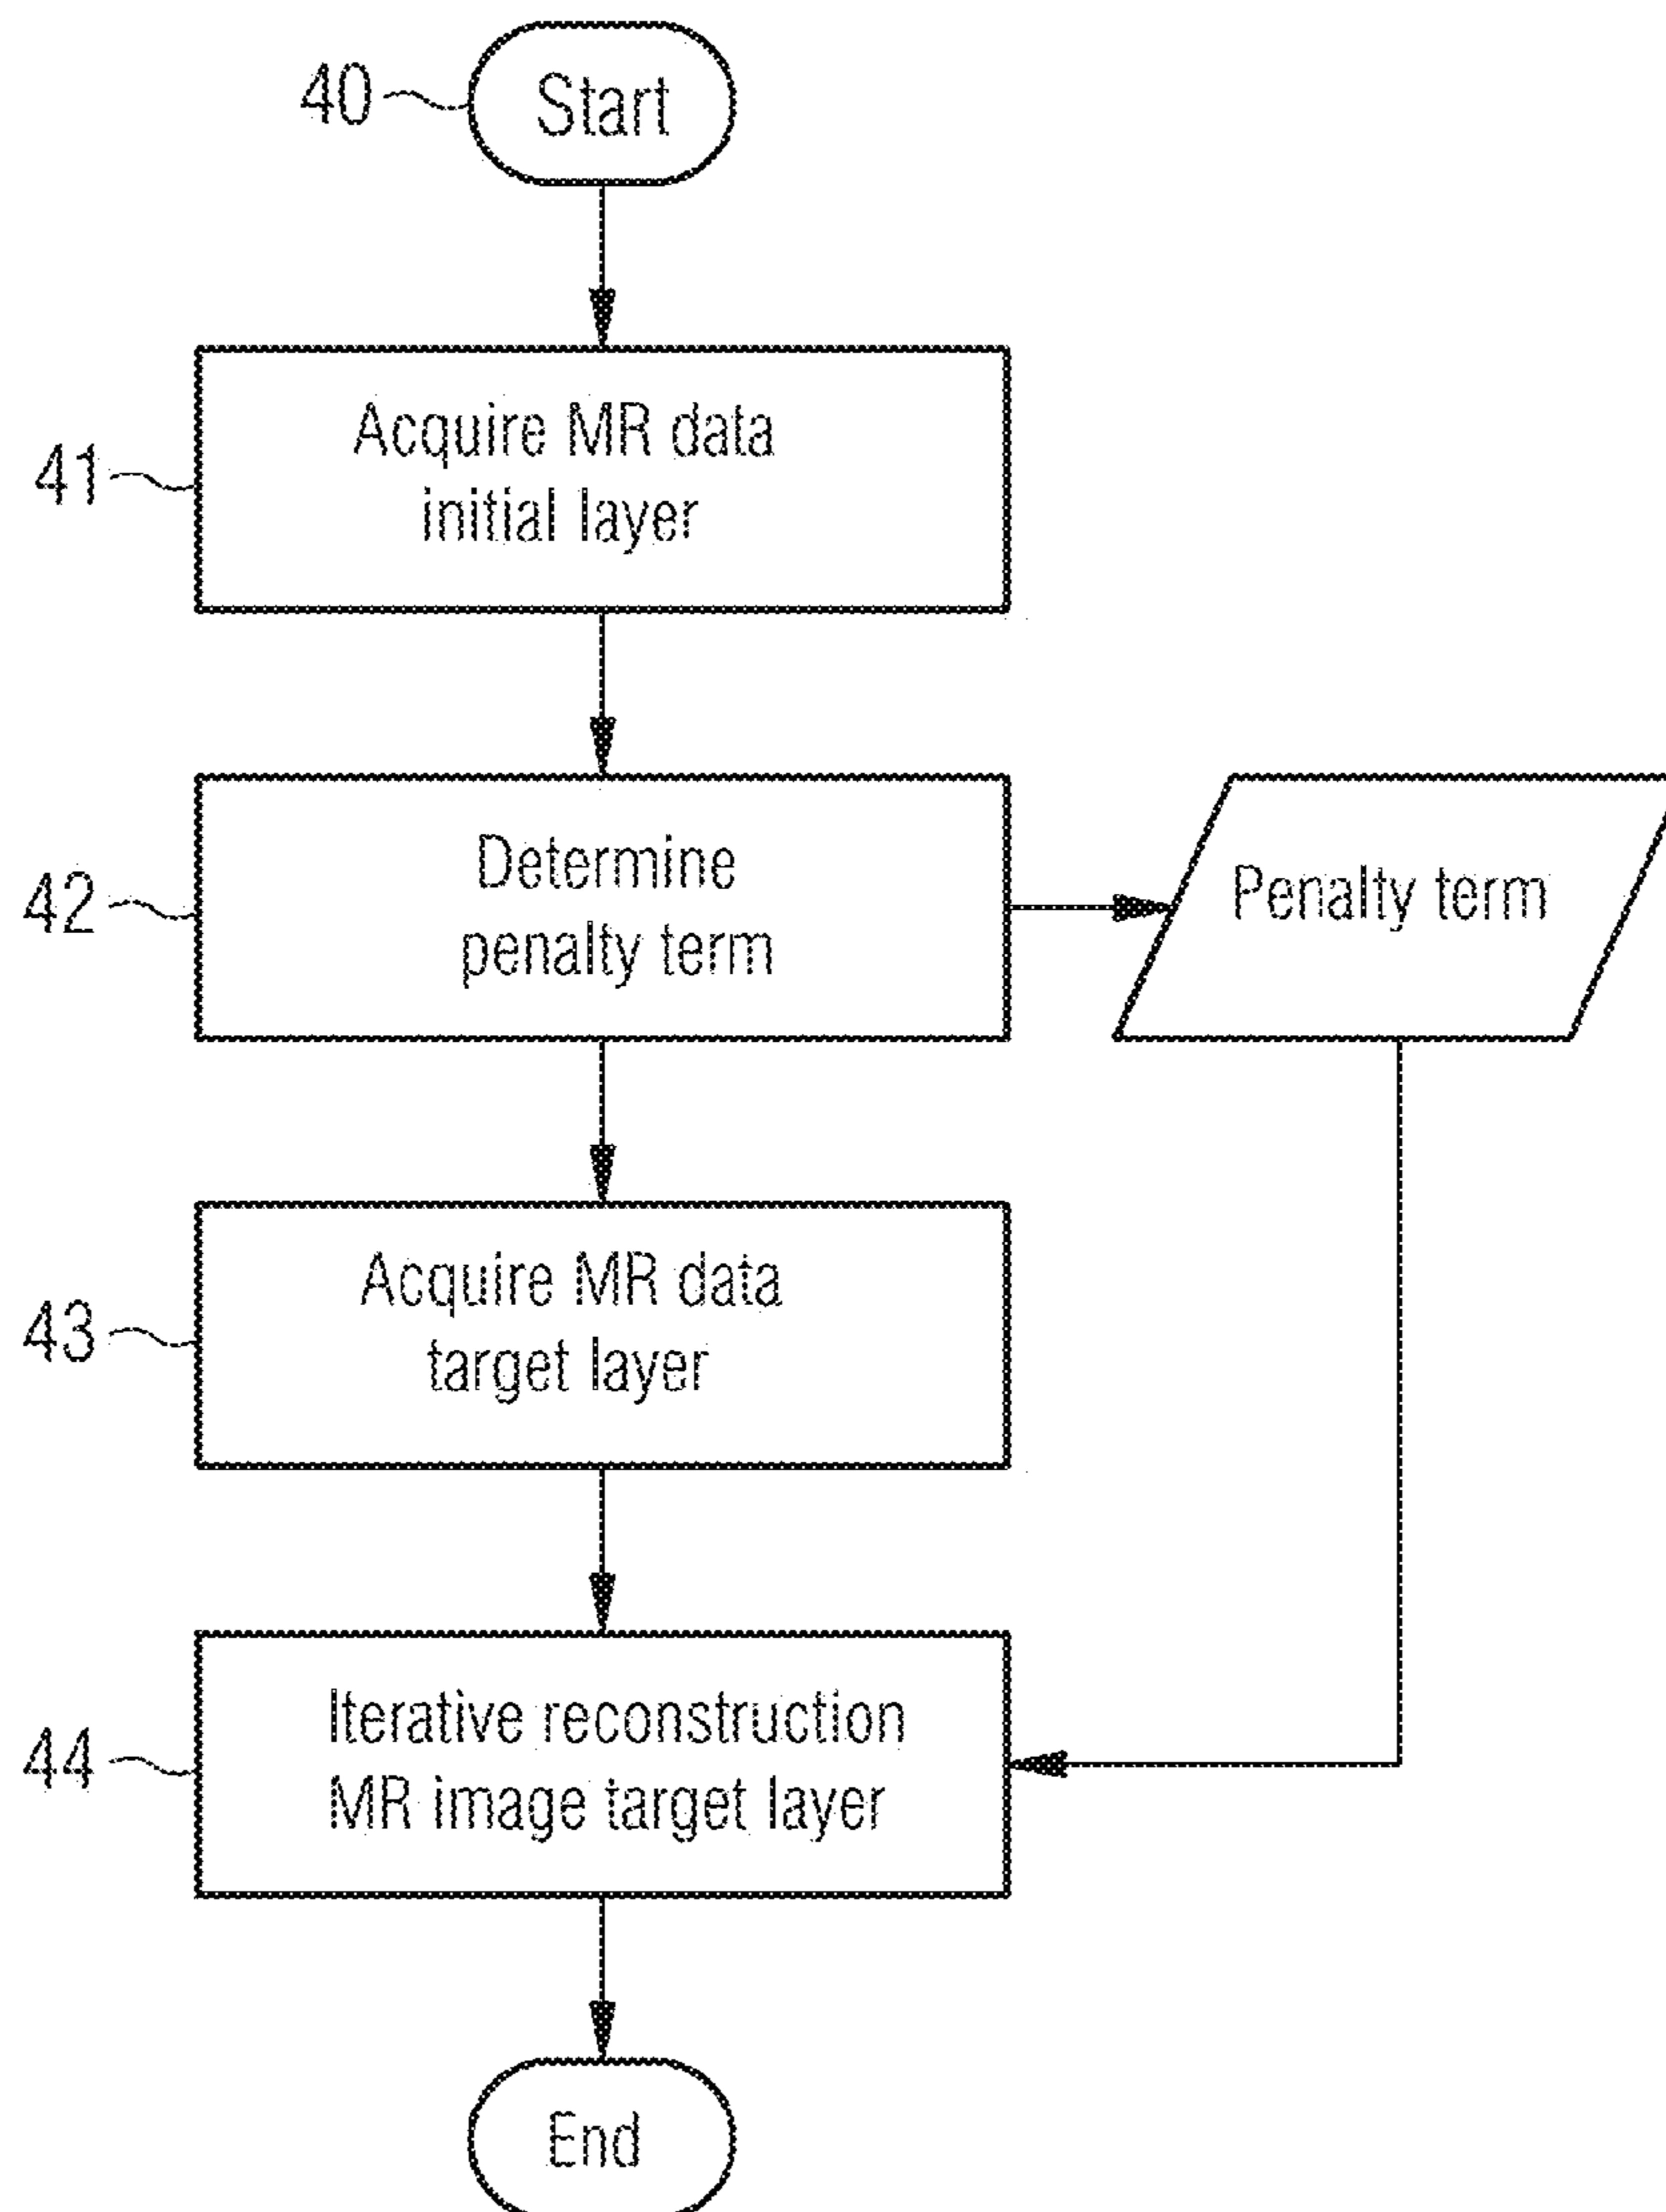 40
Start
41
Acquire MR data
initial layer
42
Determine
penalty term
Penalty term
43
Acquire MR data
target layer
44
Iterative reconstruction
MR image target layer
End